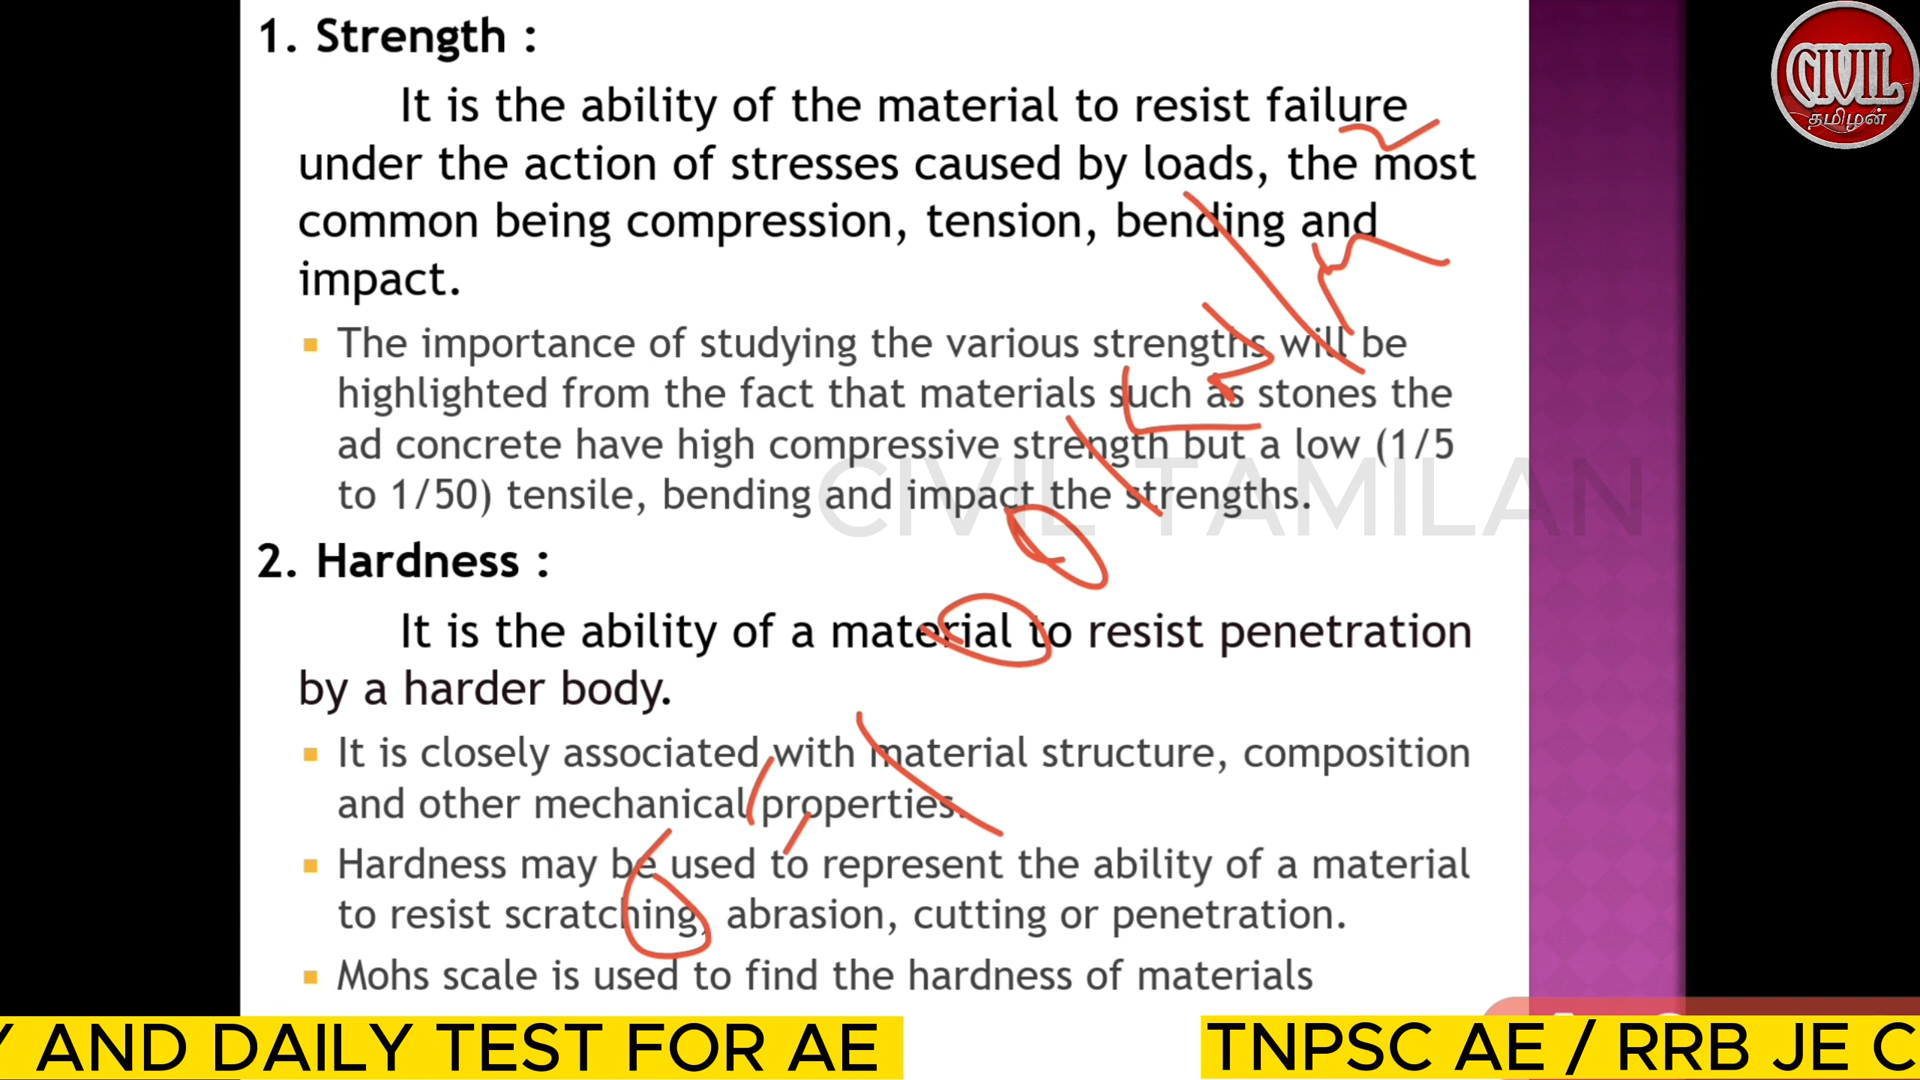 1. Strength :
It is the ability of the material to resist failure
under the action of stresses caused by loads, the most
common being compression, tension, bending and
impact.
▪ The importance of studying the various strengths will be
highlighted from the fact that materials such as stones the
ad concrete have high compressive strength but a low (1/5
to 1/50) tensile, bending and impact the strengths.
2. Hardness :
It is the ability of a material to resist penetration
by a harder body.
▪ It is closely associated with material structure, composition
and other mechanical properties.
▪ Hardness may be used to represent the ability of a material
to resist scratching, abrasion, cutting or penetration.
▪ Mohs scale is used to find the hardness of materials
CIVIL TAMILAN
CIVIL
தமிழன்
Y AND DAILY TEST FOR AE
TNPSC AE / RRB JE C